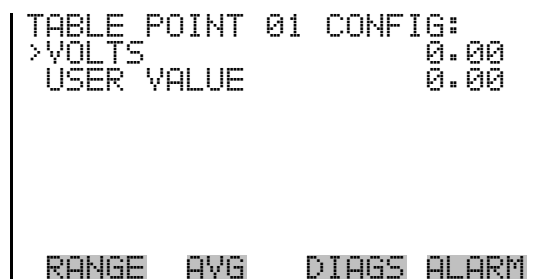 TABLE POINT 01 CONFIG:
>VOLTS 0.00
USER VALUE 0.00
RANGE AVG DIAGS ALARM